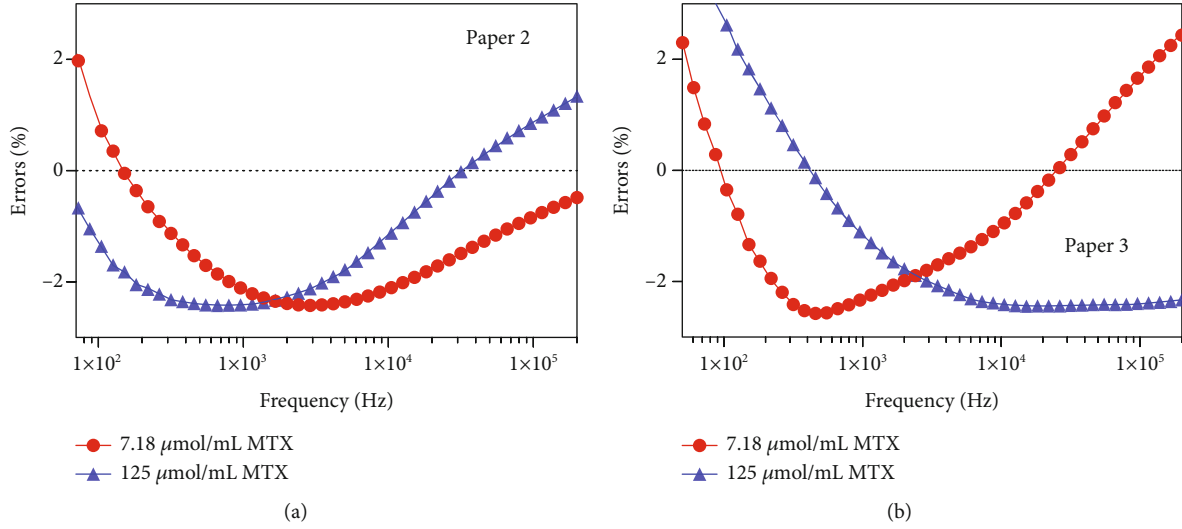 Paper 2
2
0
−2
Errors (%)
1×10² 1×10³ 1×10⁴ 1×10⁵
Frequency (Hz)
7.18 μmol/mL MTX
125 μmol/mL MTX
(a)
2
0
−2
Errors (%)
Paper 3
1×10² 1×10³ 1×10⁴ 1×10⁵
Frequency (Hz)
7.18 μmol/mL MTX
125 μmol/mL MTX
(b)